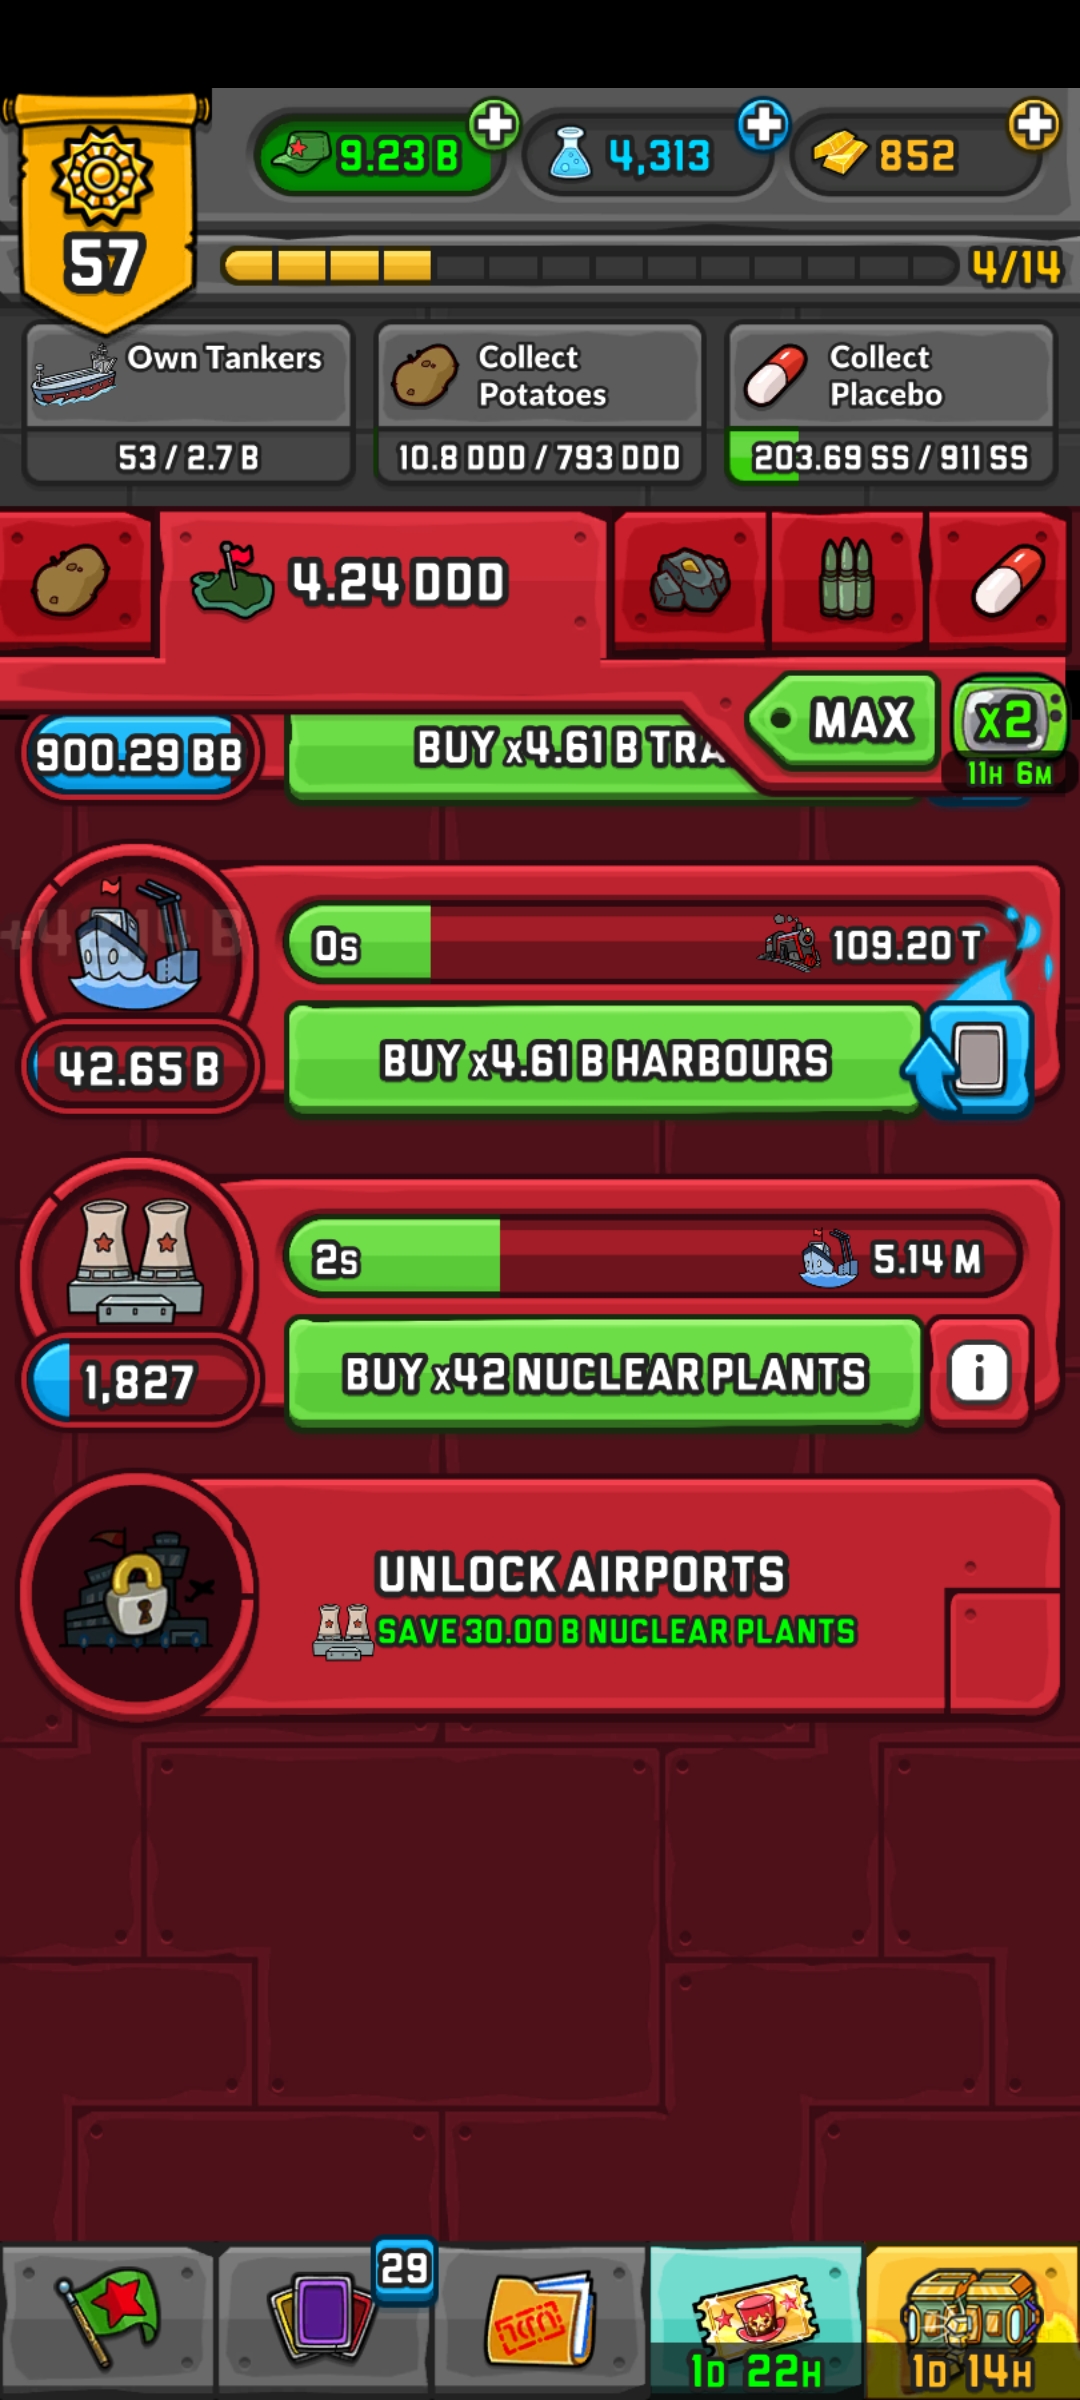 9.23 B
4,313
852
57
4/14
Own Tankers
53 / 2.7 B
Collect
Potatoes
10.8 DDD / 793 DDD
Collect
Placebo
203.69 SS / 911 SS
4.24 DDD
MAX
x2
11H 6M
900.29 BB
BUY x4.61 B TRA
0s
109.20 T
42.65 B
BUY x4.61 B HARBOURS
2s
5.14 M
1,827
BUY x42 NUCLEAR PLANTS
i
UNLOCK AIRPORTS
SAVE 30.00 B NUCLEAR PLANTS
29
1D 22H
1D 14H